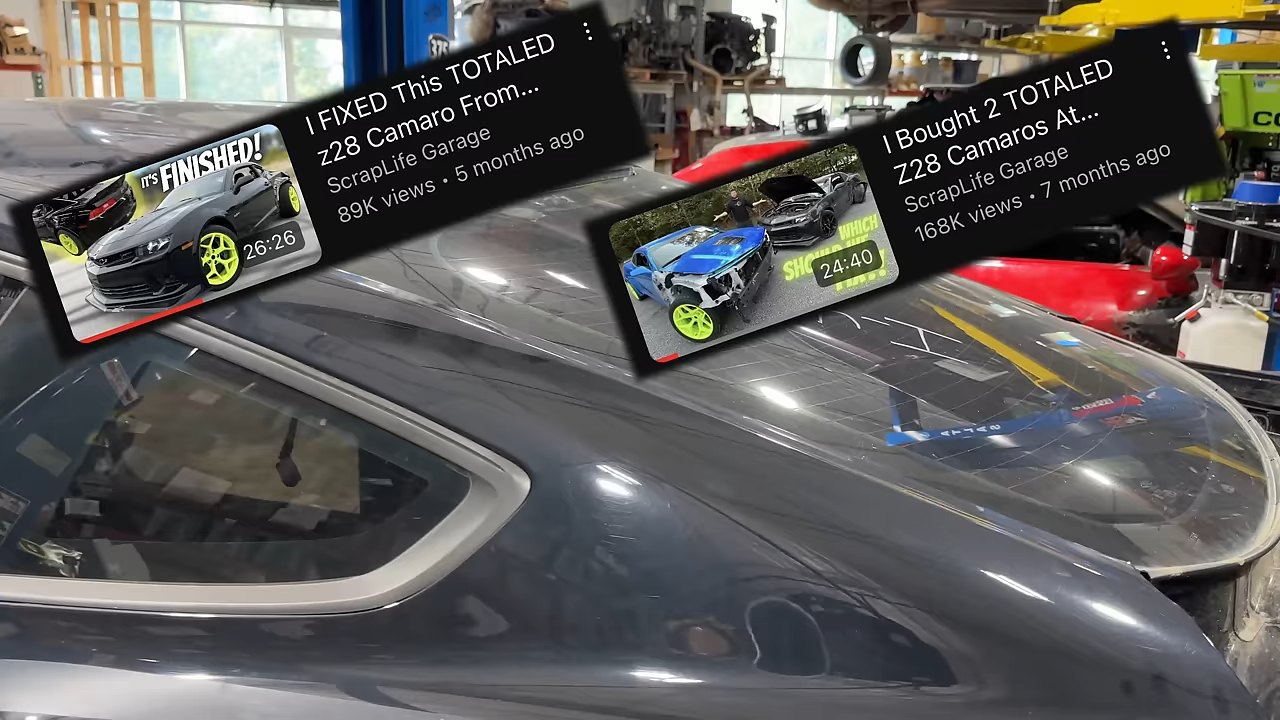 I FIXED This TOTALED
z28 Camaro From...
ScrapLife Garage
89K views • 5 months ago
IT'S FINISHED!
26:26
I Bought 2 TOTALED
Z28 Camaros At...
ScrapLife Garage
168K views • 7 months ago
WHICH
24:40